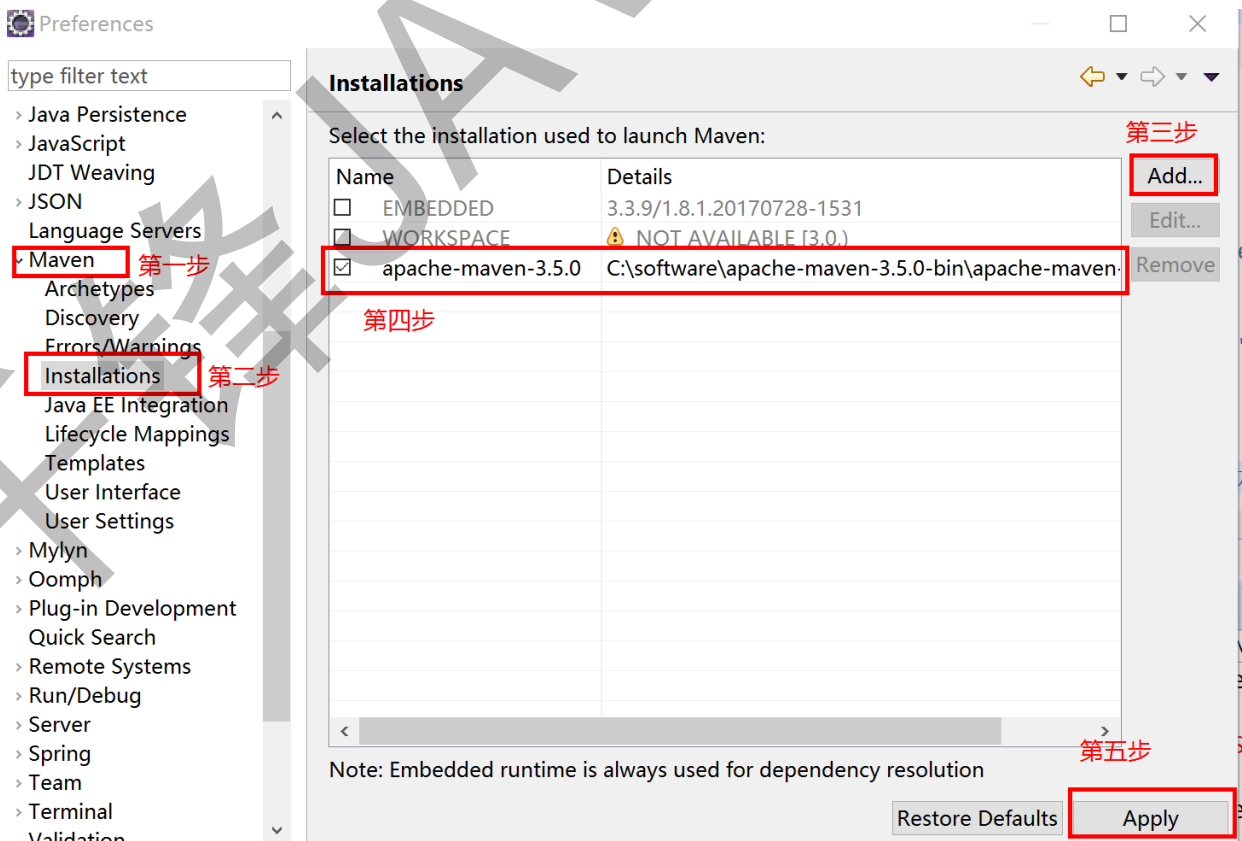 Preferences
type filter text
Java Persistence
JavaScript
JDT Weaving
JSON
Language Servers
Maven
第一步
Archetypes
Discovery
Errors/Warnings
Installations
第二步
Java EE Integration
Lifecycle Mappings
Templates
User Interface
User Settings
Mylyn
Oomph
Plug-in Development
Quick Search
Remote Systems
Run/Debug
Server
Spring
Team
Terminal
Validation
Installations
Select the installation used to launch Maven:
第三步
Name Details
EMBEDDED 3.3.9/1.8.1.20170728-1531
WORKSPACE NOT AVAILABLE [3.0,)
apache-maven-3.5.0 C:\software\apache-maven-3.5.0-bin\apache-maven-
第四步
Add...
Edit...
Remove
Note: Embedded runtime is always used for dependency resolution
第五步
Restore Defaults
Apply